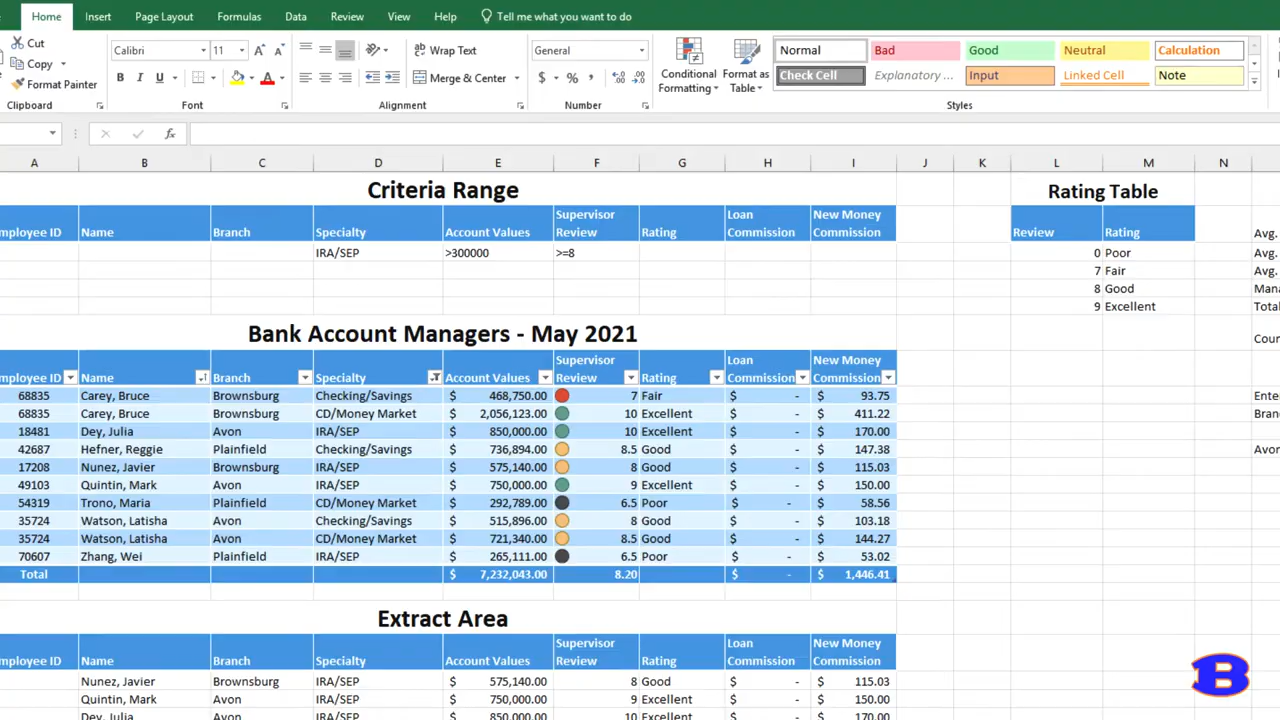 Home Insert Page Layout Formulas Data Review View Help Tell me what you want to do
Cut
Copy
Format Painter
Calibri 11
B I U
Wrap Text
Merge & Center
General
$ % ,
Conditional Formatting
Format as Table
Normal Bad Good Neutral Calculation
Check Cell Explanatory ... Input Linked Cell Note
Clipboard Font Alignment Number Styles
fx
A B C D E F G H I J K L M N
Criteria Range
Rating Table
mployee ID Name Branch Specialty Account Values Supervisor Review Rating Loan Commission New Money Commission
Review Rating
Avg.
IRA/SEP >300000 >=8
0 Poor
Avg.
7 Fair
Avg.
8 Good
Mana
9 Excellent
Total
Bank Account Managers - May 2021
Cour
mployee ID Name Branch Specialty Account Values Supervisor Review Rating Loan Commission New Money Commission
68835 Carey, Bruce Brownsburg Checking/Savings $ 468,750.00 7 Fair $ - $ 93.75
Enter
68835 Carey, Bruce Brownsburg CD/Money Market $ 2,056,123.00 10 Excellent $ - $ 411.22
Bran
18481 Dey, Julia Avon IRA/SEP $ 850,000.00 10 Excellent $ - $ 170.00
42687 Hefner, Reggie Plainfield Checking/Savings $ 736,894.00 8.5 Good $ - $ 147.38
Avor
17208 Nunez, Javier Brownsburg IRA/SEP $ 575,140.00 8 Good $ - $ 115.03
49103 Quintin, Mark Avon IRA/SEP $ 750,000.00 9 Excellent $ - $ 150.00
54319 Trono, Maria Plainfield CD/Money Market $ 292,789.00 6.5 Poor $ - $ 58.56
35724 Watson, Latisha Avon Checking/Savings $ 515,896.00 8 Good $ - $ 103.18
35724 Watson, Latisha Avon CD/Money Market $ 721,340.00 8.5 Good $ - $ 144.27
70607 Zhang, Wei Plainfield IRA/SEP $ 265,111.00 6.5 Poor $ - $ 53.02
Total $ 7,232,043.00 8.20 $ - $ 1,446.41
Extract Area
mployee ID Name Branch Specialty Account Values Supervisor Review Rating Loan Commission New Money Commission
Nunez, Javier Brownsburg IRA/SEP $ 575,140.00 8 Good $ - $ 115.03
Quintin, Mark Avon IRA/SEP $ 750,000.00 9 Excellent $ - $ 150.00
Dey, Julia Avon IRA/SEP $ 850,000.00 10 Excellent $ - $ 170.00
B